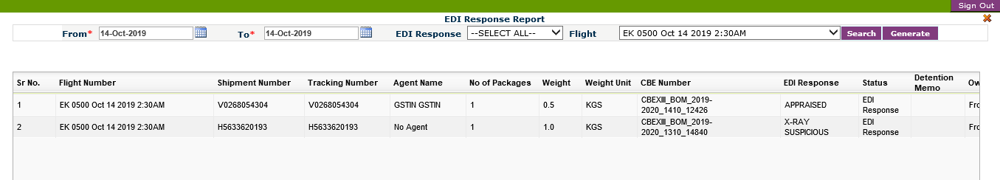 Sign Out
EDI Response Report
From* 14-Oct-2019 To* 14-Oct-2019 EDI Response --SELECT ALL-- Flight EK 0500 Oct 14 2019 2:30AM Search Generate
Sr No. Flight Number Shipment Number Tracking Number Agent Name No of Packages Weight Weight Unit CBE Number EDI Response Status Detention Memo Ow
1 EK 0500 Oct 14 2019 2:30AM V0268054304 V0268054304 GSTIN GSTIN 1 0.5 KGS CBEXIII_BOM_2019-2020_1410_12426 APPRAISED EDI Response Fro
2 EK 0500 Oct 14 2019 2:30AM H5633620193 H5633620193 No Agent 1 1.0 KGS CBEXIII_BOM_2019-2020_1310_14840 X-RAY SUSPICIOUS EDI Response Fro